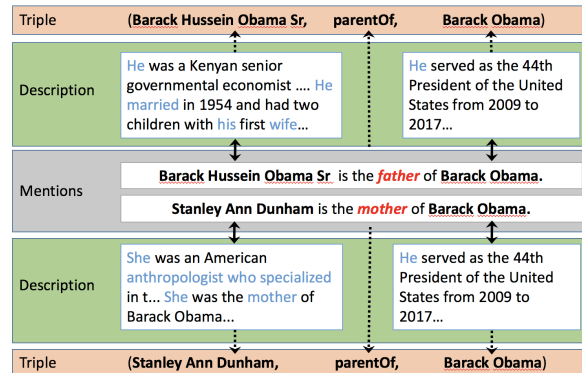 Triple (Barack Hussein Obama Sr, parentOf, Barack Obama)
Description
He was a Kenyan senior
governmental economist .... He
married in 1954 and had two
children with his first wife...
He served as the 44th
President of the United
States from 2009 to
2017...
Mentions
Barack Hussein Obama Sr is the father of Barack Obama.
Stanley Ann Dunham is the mother of Barack Obama.
Description
She was an American
anthropologist who specialized
in t... She was the mother of
Barack Obama...
He served as the 44th
President of the United
States from 2009 to
2017...
Triple (Stanley Ann Dunham, parentOf, Barack Obama)